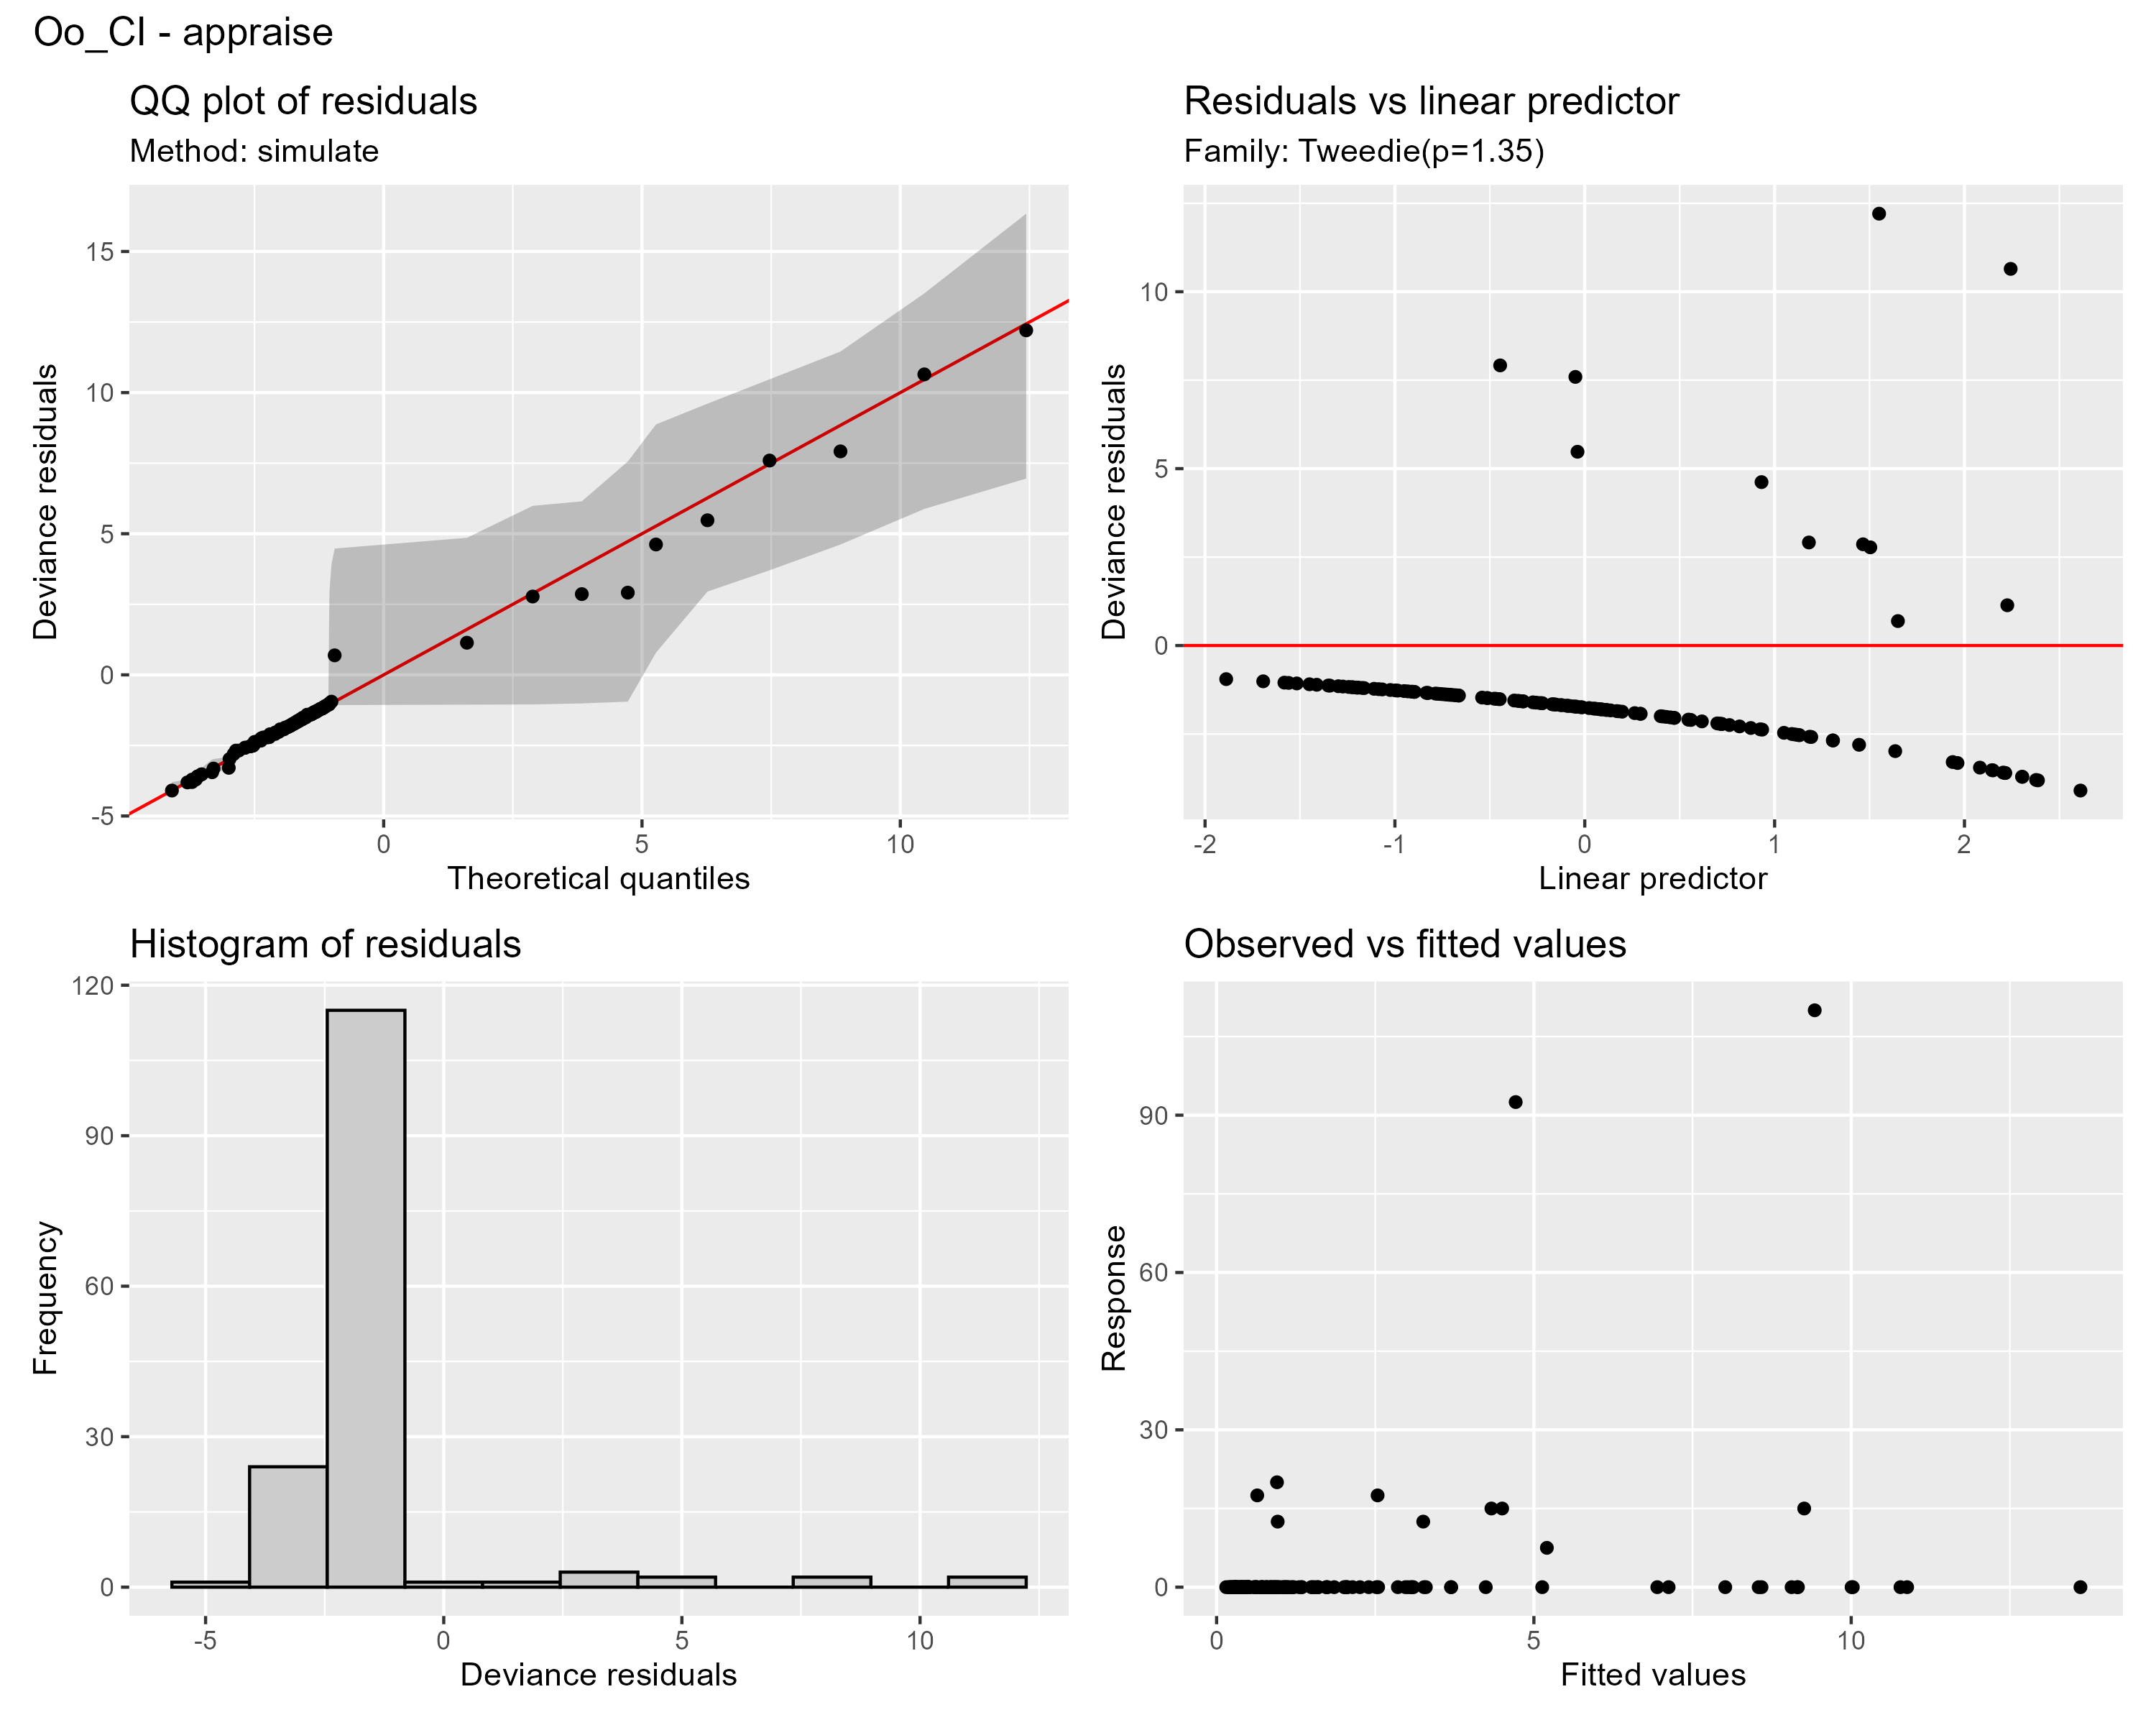 Oo_CI - appraise
QQ plot of residuals
Method: simulate
Deviance residuals
15
10
5
0
-5
0 5 10
Theoretical quantiles
Residuals vs linear predictor
Family: Tweedie(p=1.35)
Deviance residuals
10
5
0
-2 -1 0 1 2
Linear predictor
Histogram of residuals
Frequency
120
90
60
30
0
-5 0 5 10
Deviance residuals
Observed vs fitted values
Response
90
60
30
0
0 5 10
Fitted values